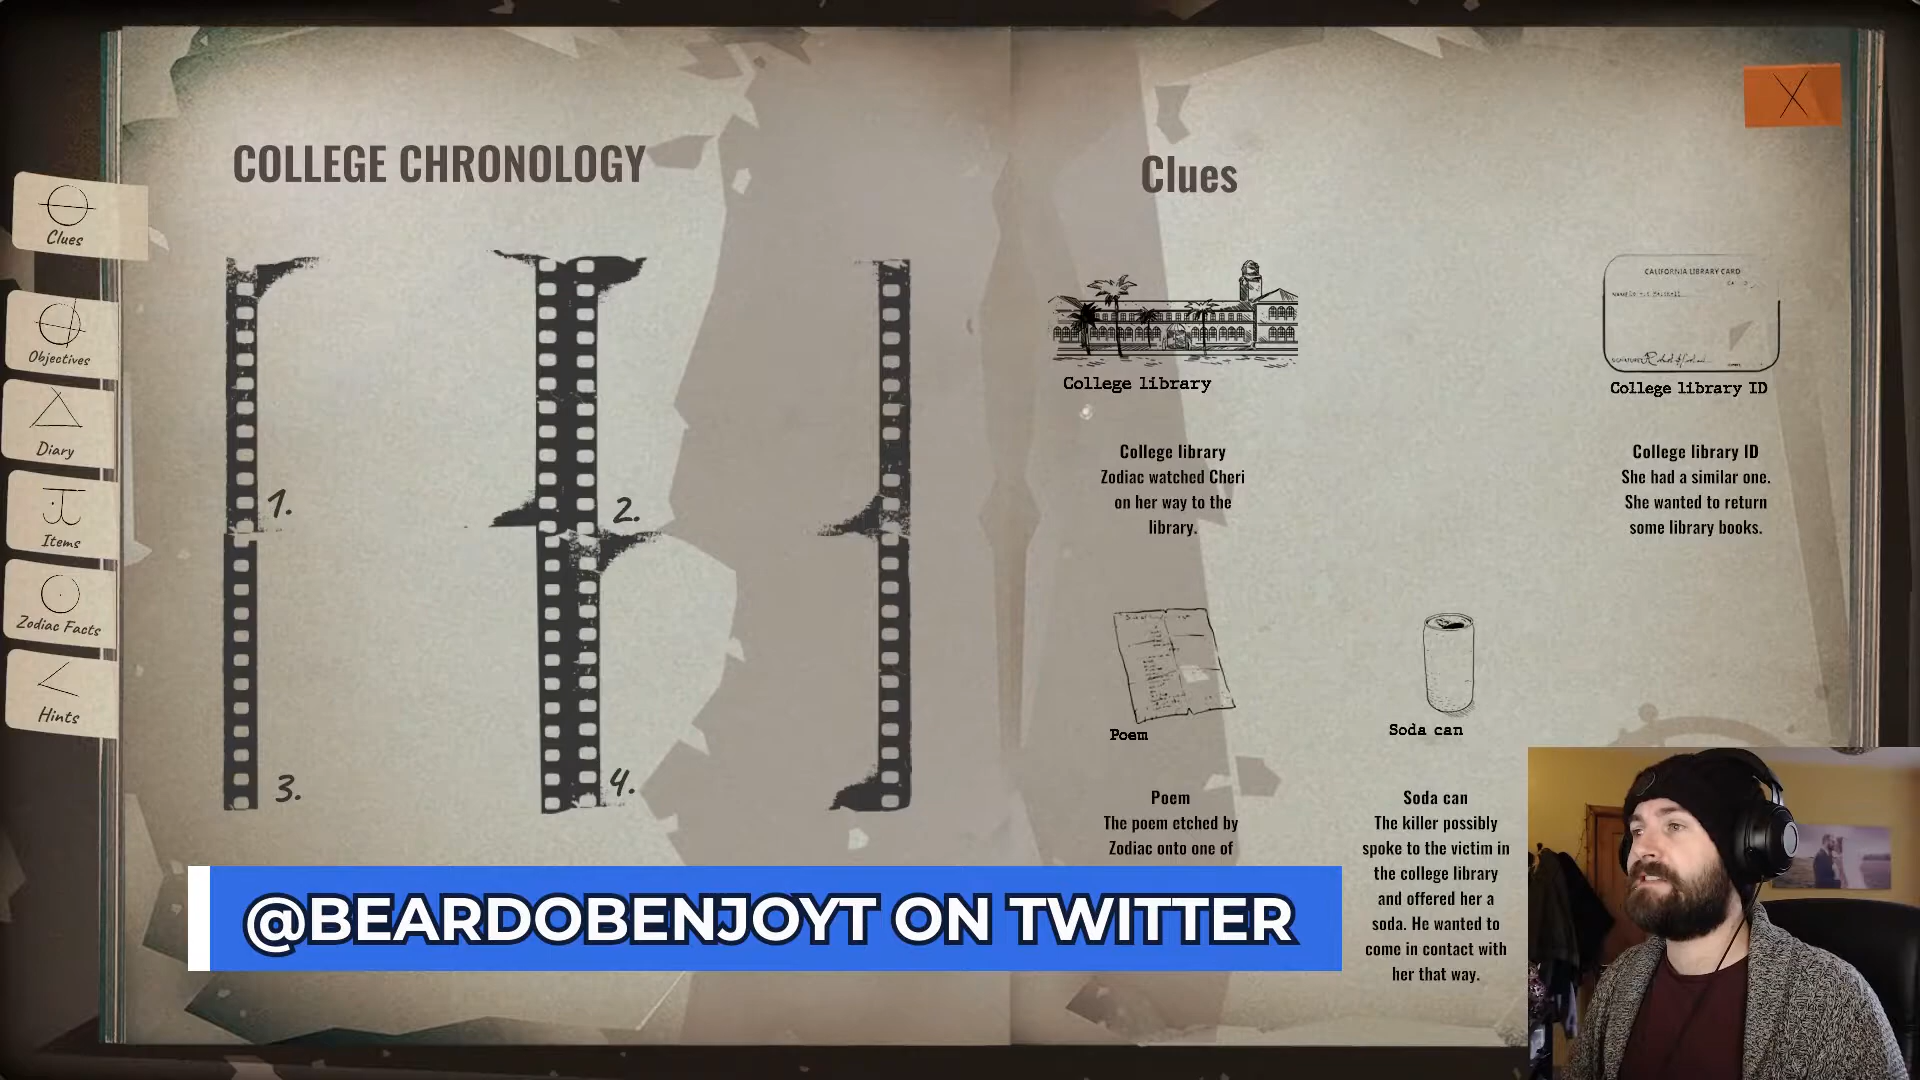 COLLEGE CHRONOLOGY
Clues
X
Clues
Objectives
Diary
Items
Zodiac Facts
Hints
1.
2.
3.
4.
College library
College library
Zodiac watched Cheri
on her way to the
library.
CALIFORNIA LIBRARY CARD
College library ID
College library ID
She had a similar one.
She wanted to return
some library books.
Poem
Poem
The poem etched by
Zodiac onto one of
Soda can
Soda can
The killer possibly
spoke to the victim in
the college library
and offered her a
soda. He wanted to
come in contact with
her that way.
@BEARDOBENJOYT ON TWITTER